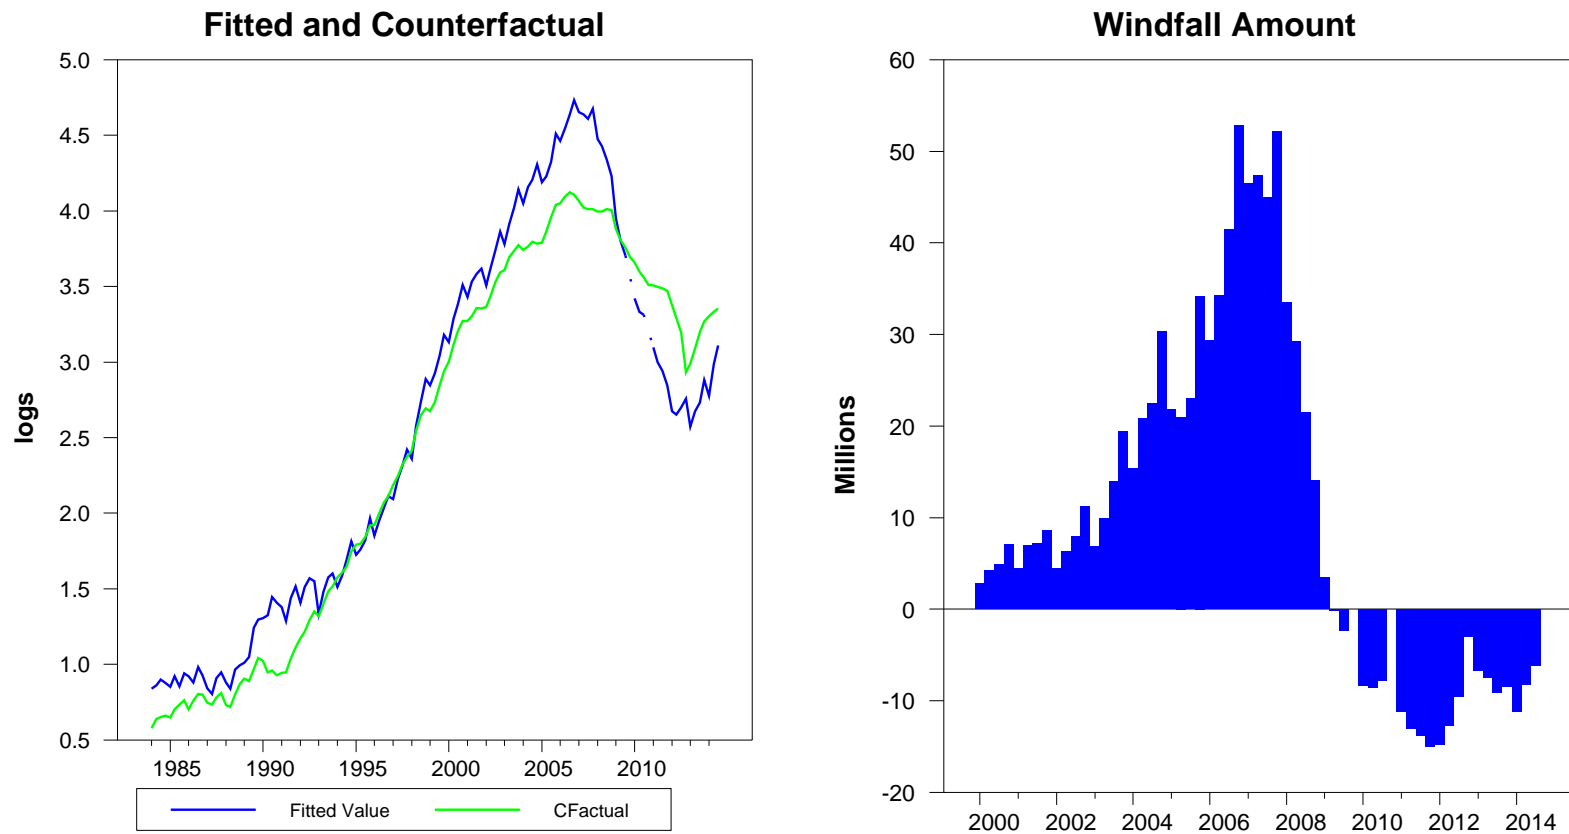 Fitted and Counterfactual
5.0
4.5
4.0
3.5
3.0
2.5
2.0
1.5
1.0
0.5
logs
1985 1990 1995 2000 2005 2010
Fitted Value CFactual
Windfall Amount
60
50
40
30
20
10
0
-10
-20
Millions
2000 2002 2004 2006 2008 2010 2012 2014